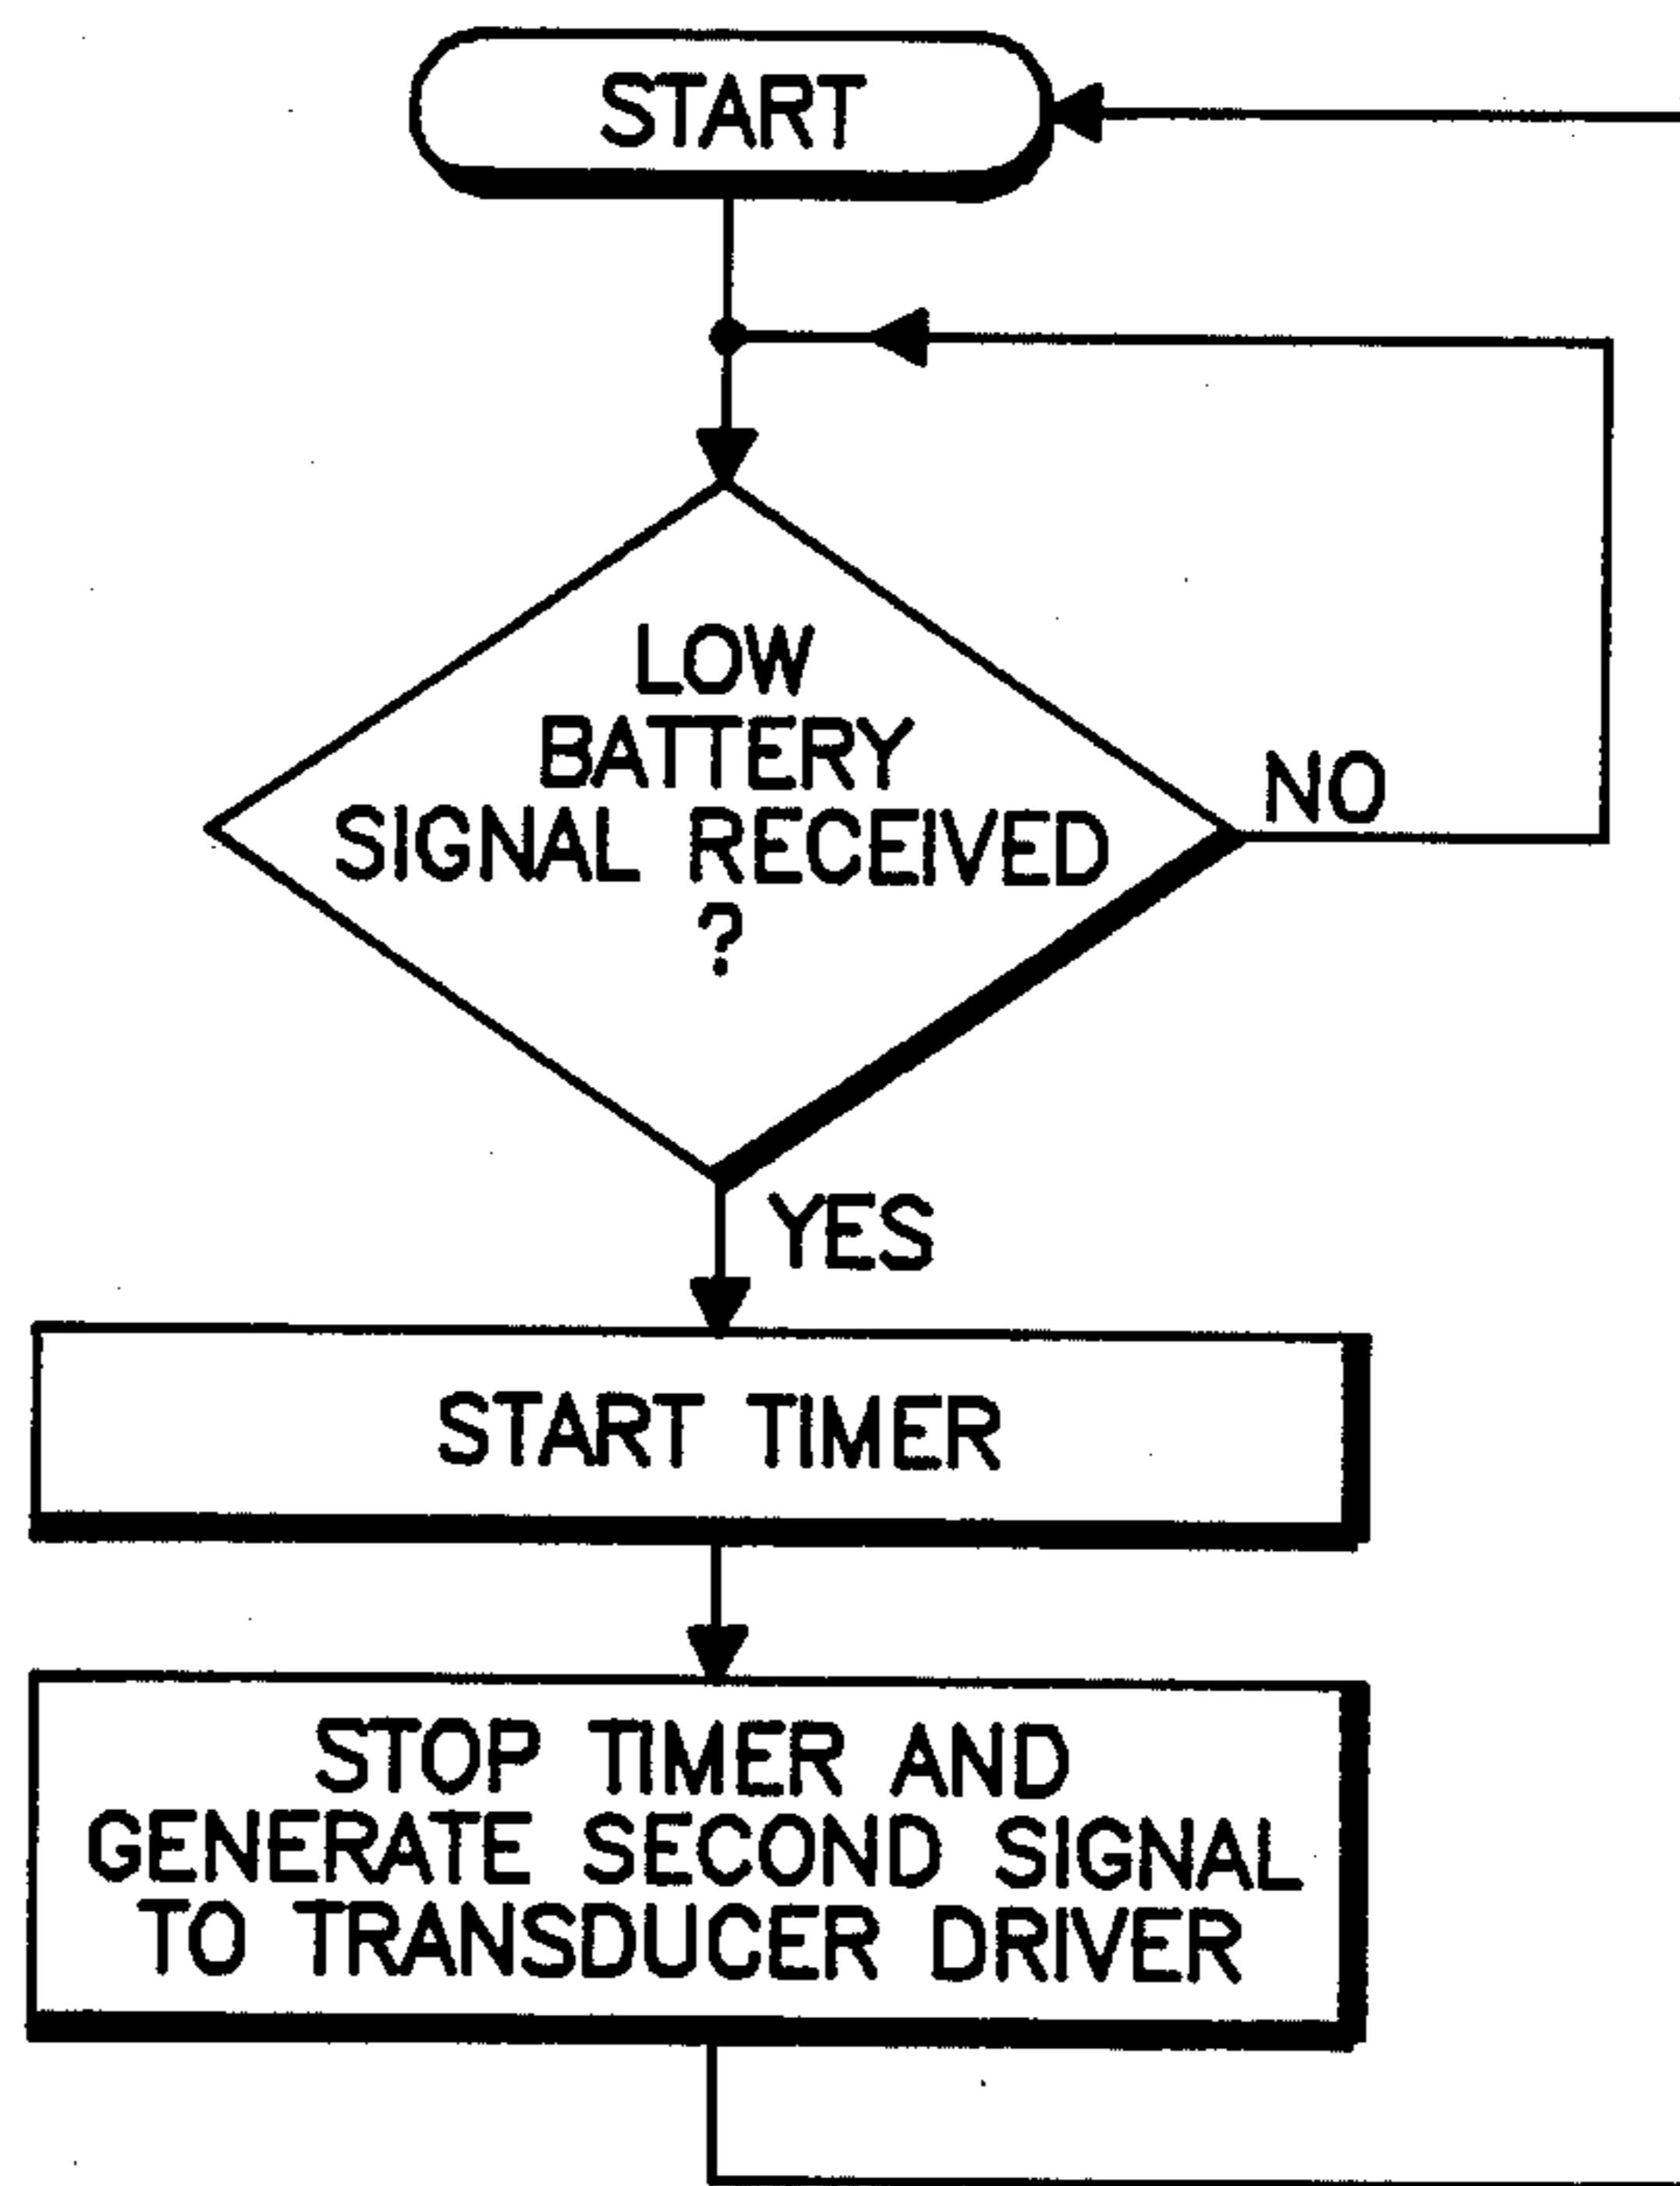 START
LOW
BATTERY
SIGNAL RECEIVED
?
NO
YES
START TIMER
STOP TIMER AND
GENERATE SECOND SIGNAL
TO TRANSDUCER DRIVER